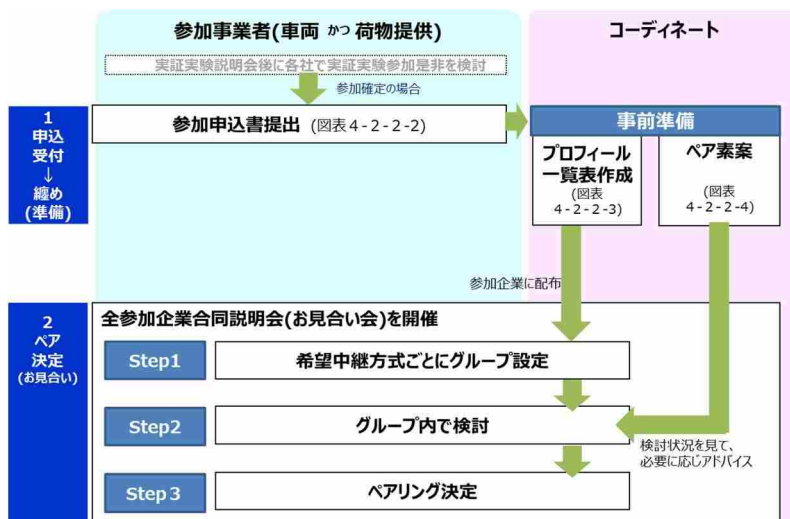 参加事業者(車両 かつ 荷物提供)
コーディネート
実証実験説明会後に各社で実証実験参加是非を検討
参加確定の場合
1
申込
受付
↓
纏め
(準備)
参加申込書提出 (図表4-2-2-2)
事前準備
プロフィール
一覧表作成
(図表
4-2-2-3)
ペア素案
(図表
4-2-2-4)
参加企業に配布
2
ペア
決定
(お見合い)
全参加企業合同説明会(お見合い会)を開催
Step1
希望中継方式ごとにグループ設定
Step2
グループ内で検討
検討状況を見て、
必要に応じアドバイス
Step3
ペアリング決定